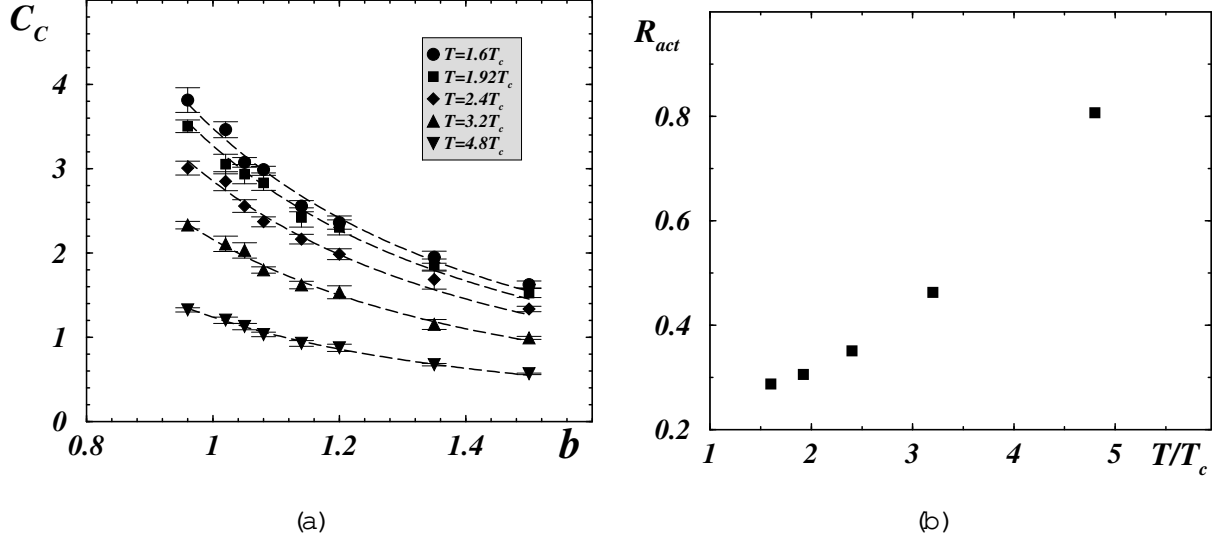 C_C
4
3
2
1
0
0.8 1 1.2 1.4 b
T=1.6T_c
T=1.92T_c
T=2.4T_c
T=3.2T_c
T=4.8T_c
(a)
R_act
0.8
0.6
0.4
0.2
1 2 3 4 5 T/T_c
(b)